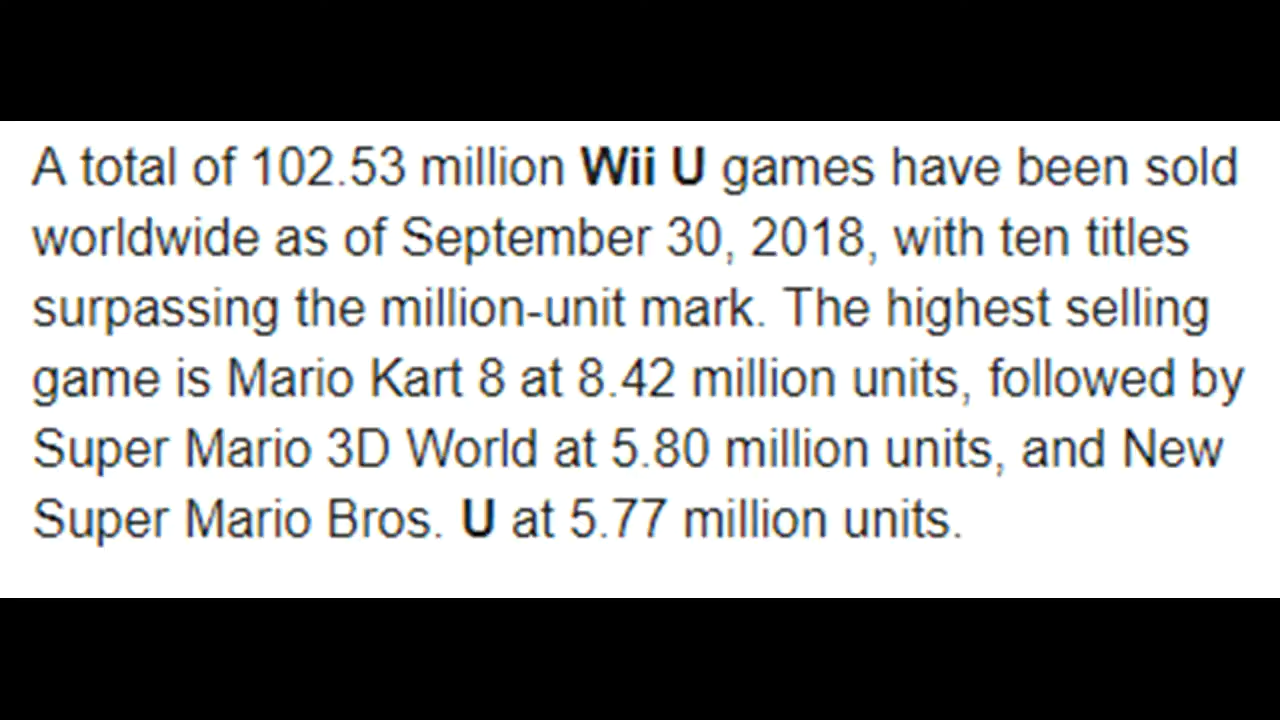 A total of 102.53 million Wii U games have been sold
worldwide as of September 30, 2018, with ten titles
surpassing the million-unit mark. The highest selling
game is Mario Kart 8 at 8.42 million units, followed by
Super Mario 3D World at 5.80 million units, and New
Super Mario Bros. U at 5.77 million units.